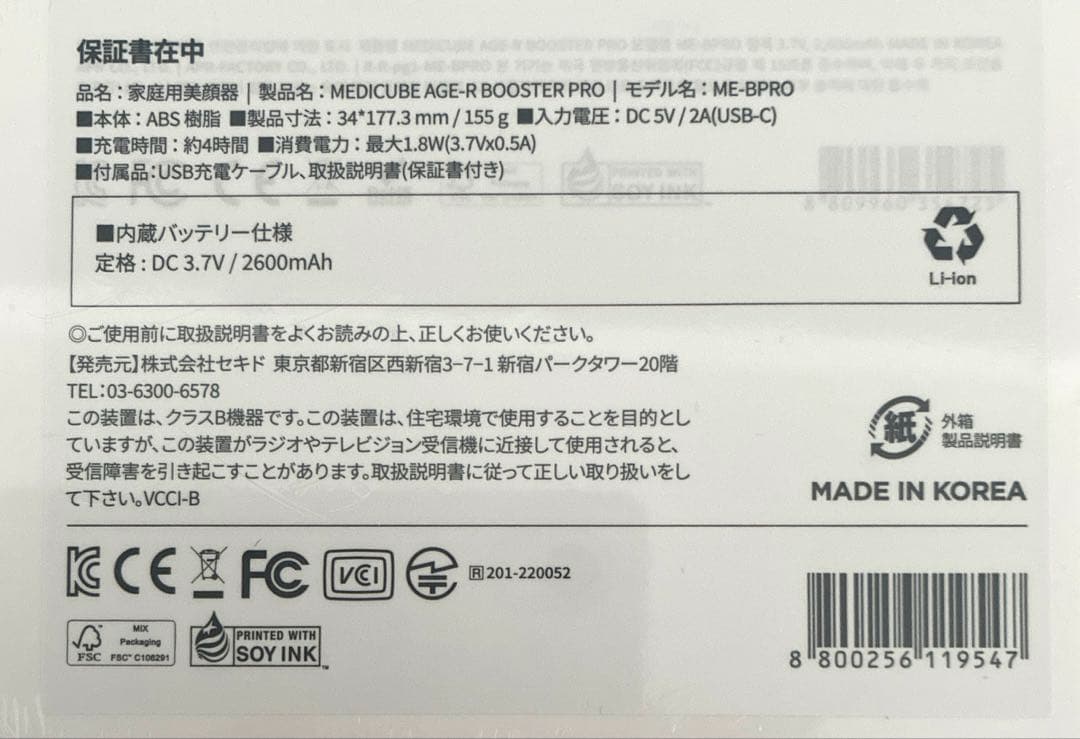 保証書在中
品名：家庭用美顔器 | 製品名：MEDICUBE AGE-R BOOSTER PRO | モデル名：ME-BPRO
■本体：ABS 樹脂 ■製品寸法：34*177.3 mm / 155 g ■入力電圧：DC 5V / 2A(USB-C)
■充電時間：約4時間 ■消費電力：最大1.8W(3.7Vx0.5A)
■付属品：USB充電ケーブル、取扱説明書(保証書付き)
■内蔵バッテリー仕様
定格 : DC 3.7V / 2600mAh
Li-ion
◎ご使用前に取扱説明書をよくお読みの上、正しくお使いください。
【発売元】株式会社セキド 東京都新宿区西新宿3-7-1 新宿パークタワー20階
TEL：03-6300-6578
この装置は、クラスB機器です。この装置は、住宅環境で使用することを目的とし
ていますが、この装置がラジオやテレビジョン受信機に近接して使用されると、
受信障害を引き起こすことがあります。取扱説明書に従って正しい取り扱いをし
て下さい。VCCI-B
紙 外箱
製品説明書
MADE IN KOREA
KC CE FC VCI R 201-220052
FSC MIX
Packaging
FSC® C106291
PRINTED WITH
SOY INK™
8 800256 119547